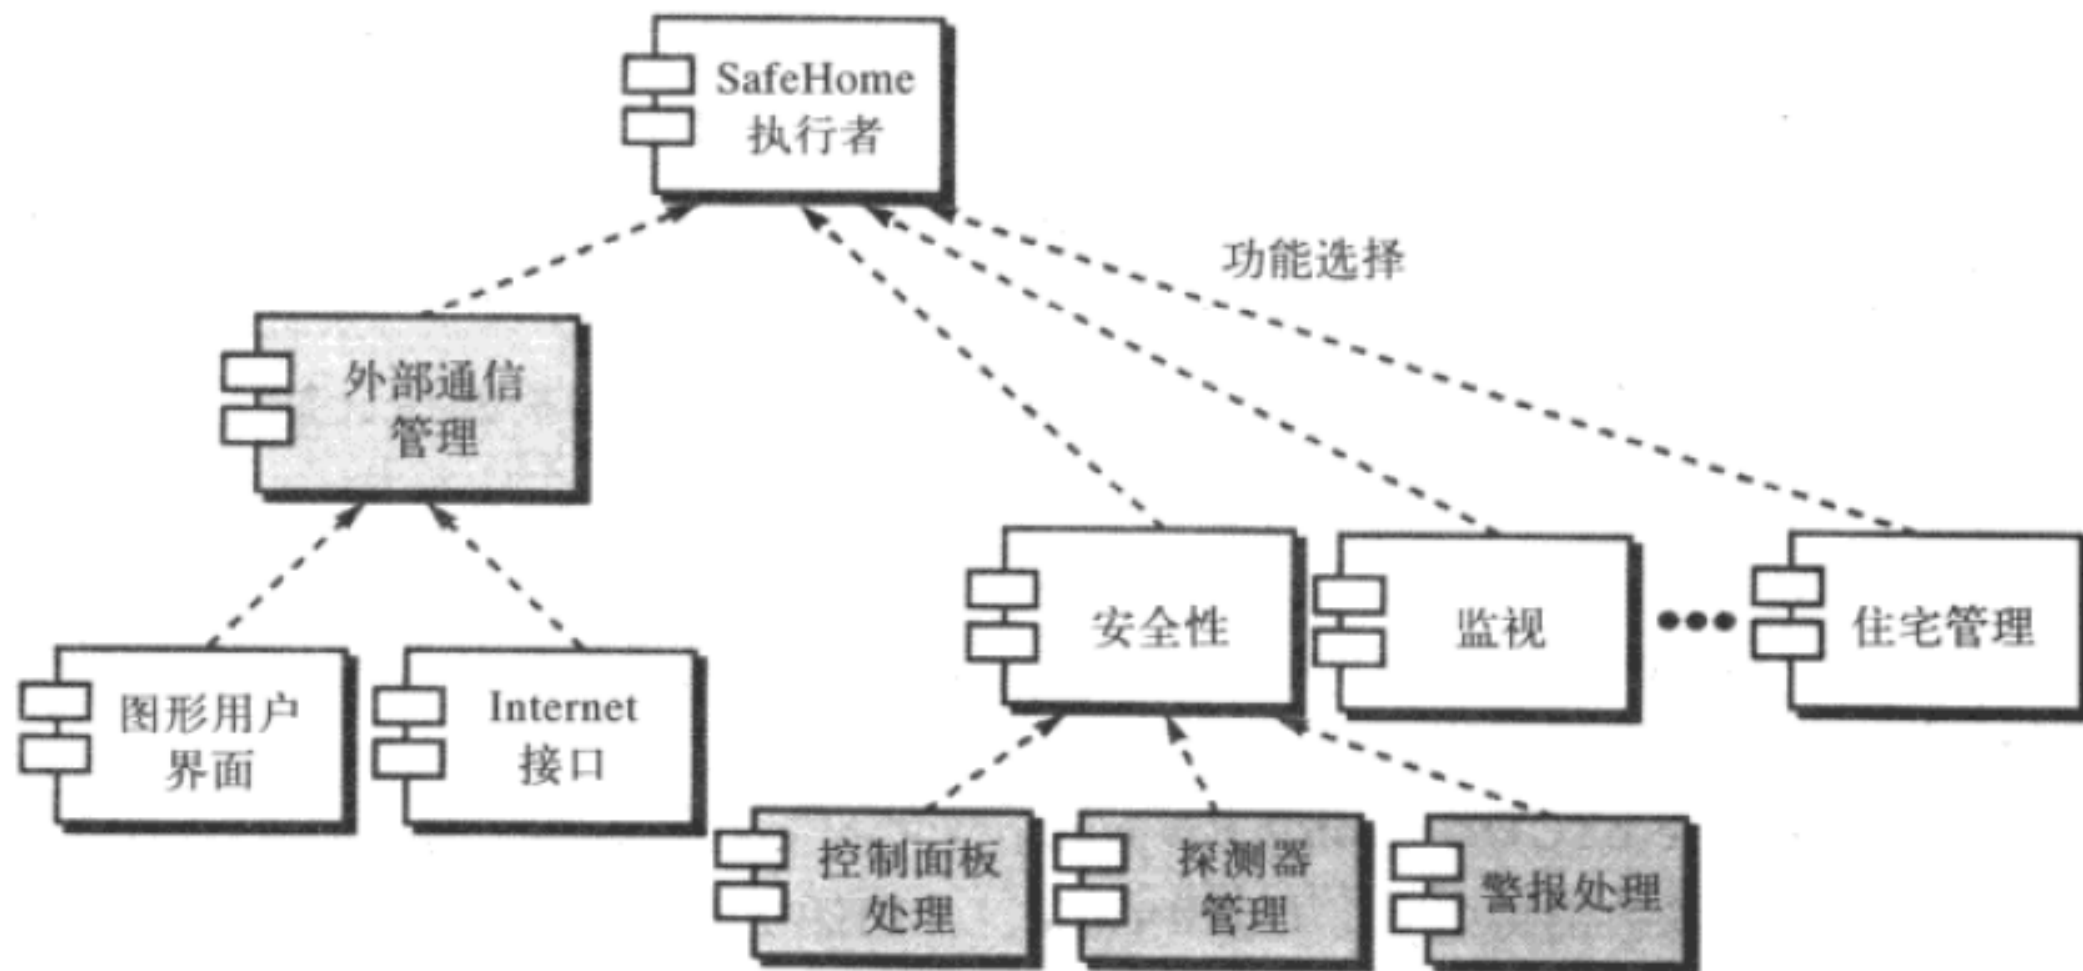 SafeHome
执行者
功能选择
外部通信
管理
安全性
监视
住宅管理
图形用户
界面
Internet
接口
控制面板
处理
探测器
管理
警报处理